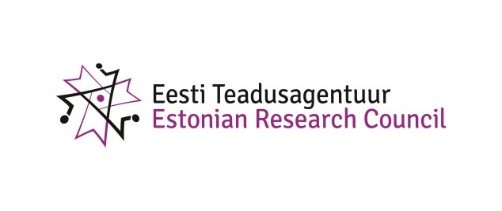 Eesti Teadusagentuur
Estonian Research Council